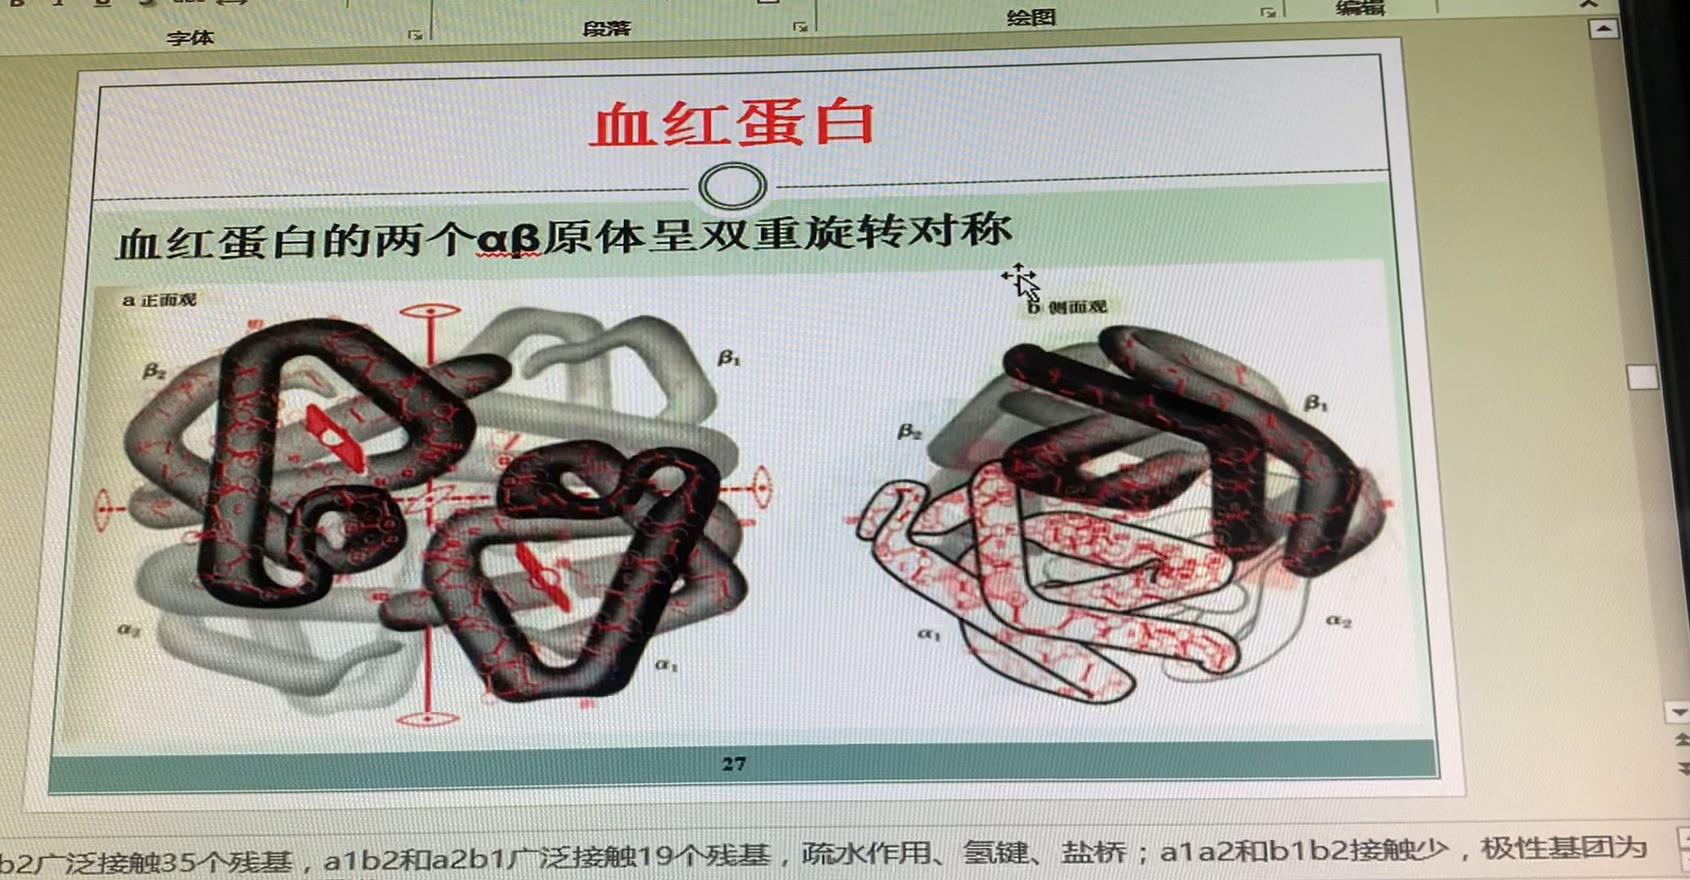 字体
段落
绘图
编辑
血红蛋白
血红蛋白的两个αβ原体呈双重旋转对称
a 正面观
b 侧面观
β₂
β₁
β₁
β₂
α₂
α₁
α₁
α₂
27
b2广泛接触35个残基，a1b2和a2b1广泛接触19个残基，疏水作用、氢键、盐桥；a1a2和b1b2接触少，极性基团为